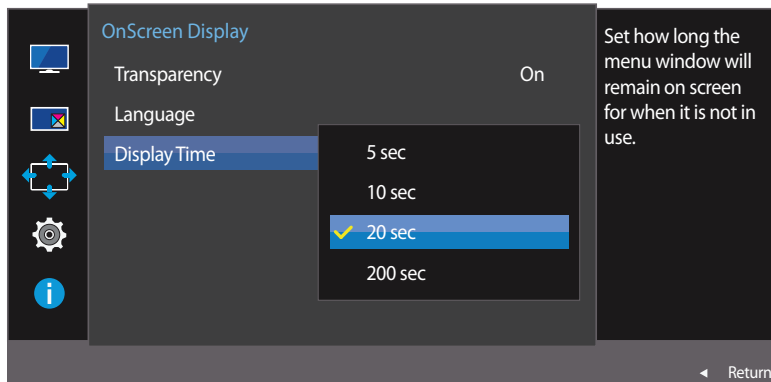 OnScreen Display
Transparency On
Language
Display Time
5 sec
10 sec
20 sec
200 sec
Set how long the
menu window will
remain on screen
for when it is not in
use.
Return